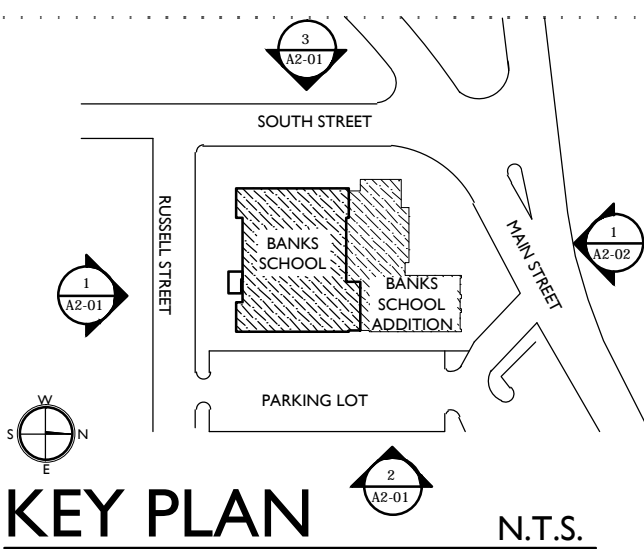 3
A2-01
SOUTH STREET
RUSSELL STREET
BANKS
SCHOOL
MAIN STREET
1
A2-02
1
A2-01
BANKS
SCHOOL
ADDITION
PARKING LOT
W
S
N
E
2
A2-01
KEY PLAN
N.T.S.